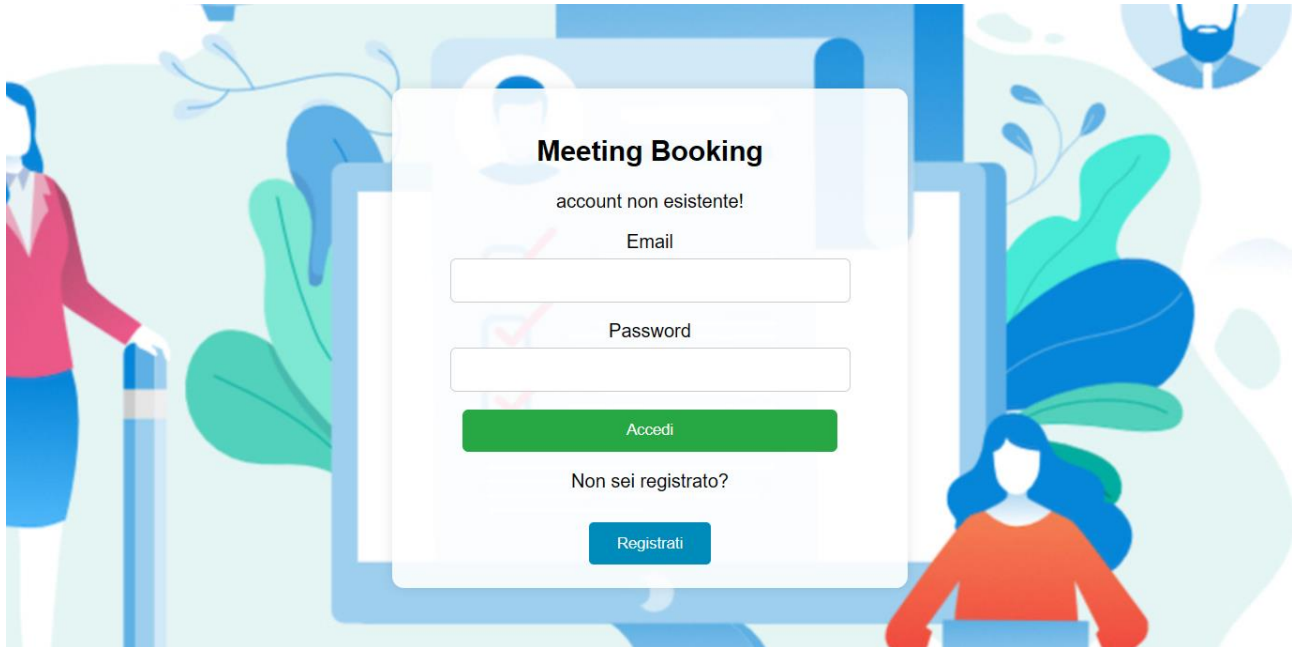 Meeting Booking
account non esistente!
Email
Password
Accedi
Non sei registrato?
Registrati